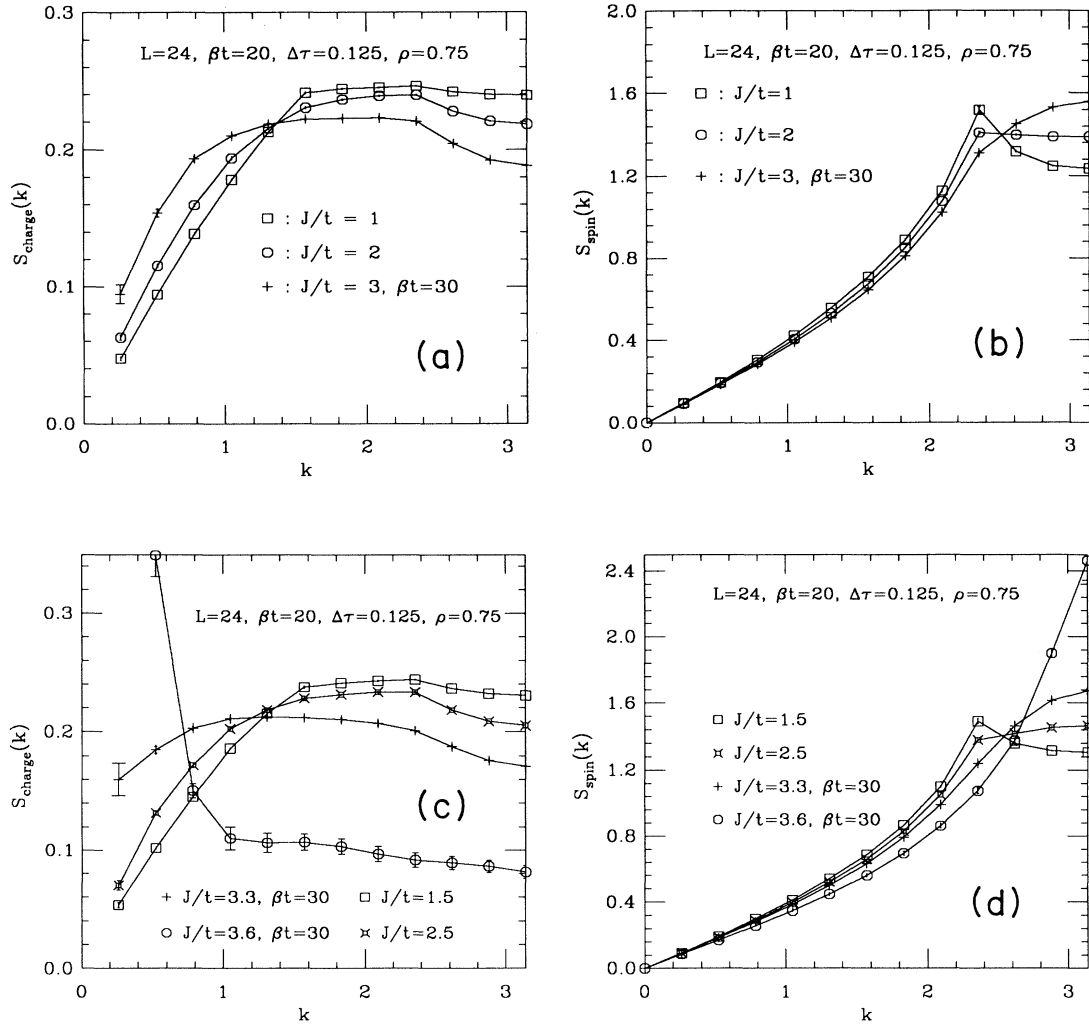 0.3
L=24, βt=20, Δτ=0.125, ρ=0.75
0.2
S_charge(k)
□ : J/t = 1
○ : J/t = 2
+ : J/t = 3, βt=30
0.1
(a)
0.0
0 1 2 3
k
2.0
L=24, βt=20, Δτ=0.125, ρ=0.75
□ : J/t=1
1.6
○ : J/t=2
+ : J/t=3, βt=30
1.2
S_spin(k)
0.8
0.4
(b)
0.0
0 1 2 3
k
0.3
L=24, βt=20, Δτ=0.125, ρ=0.75
0.2
S_charge(k)
(c)
0.1
+ J/t=3.3, βt=30 □ J/t=1.5
○ J/t=3.6, βt=30 ¤ J/t=2.5
0.0
0 1 2 3
k
2.4
L=24, βt=20, Δτ=0.125, ρ=0.75
2.0
1.6
□ J/t=1.5
¤ J/t=2.5
S_spin(k)
1.2
+ J/t=3.3, βt=30
○ J/t=3.6, βt=30
0.8
0.4
(d)
0.0
0 1 2 3
k